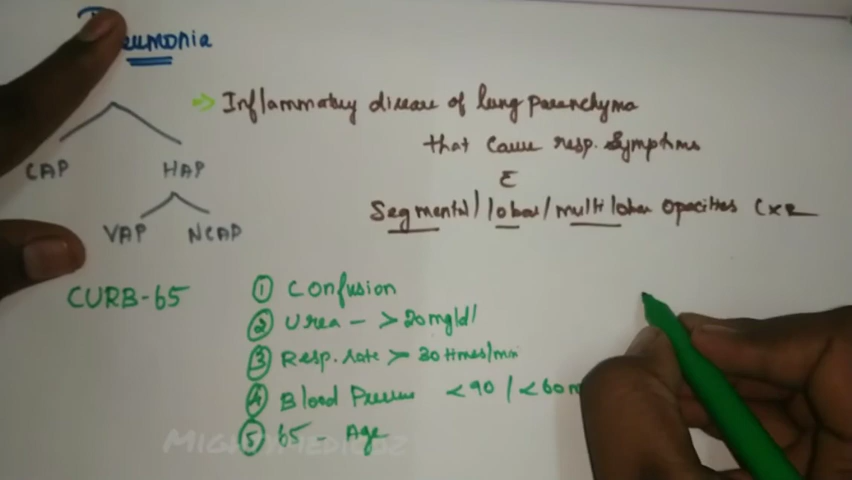 Pneumonia
→ Inflammatory disease of lung parenchyma
that cause resp. symptoms
CAP HAP
Ē
Segmental/lobar/multilobar opacities CXR
VAP NCAP
CURB-65
① Confusion
② Urea - > 20mg/dl
③ Resp. rate > 30 times/min
④ Blood Pressure <90/<60m
⑤ 65 - Age